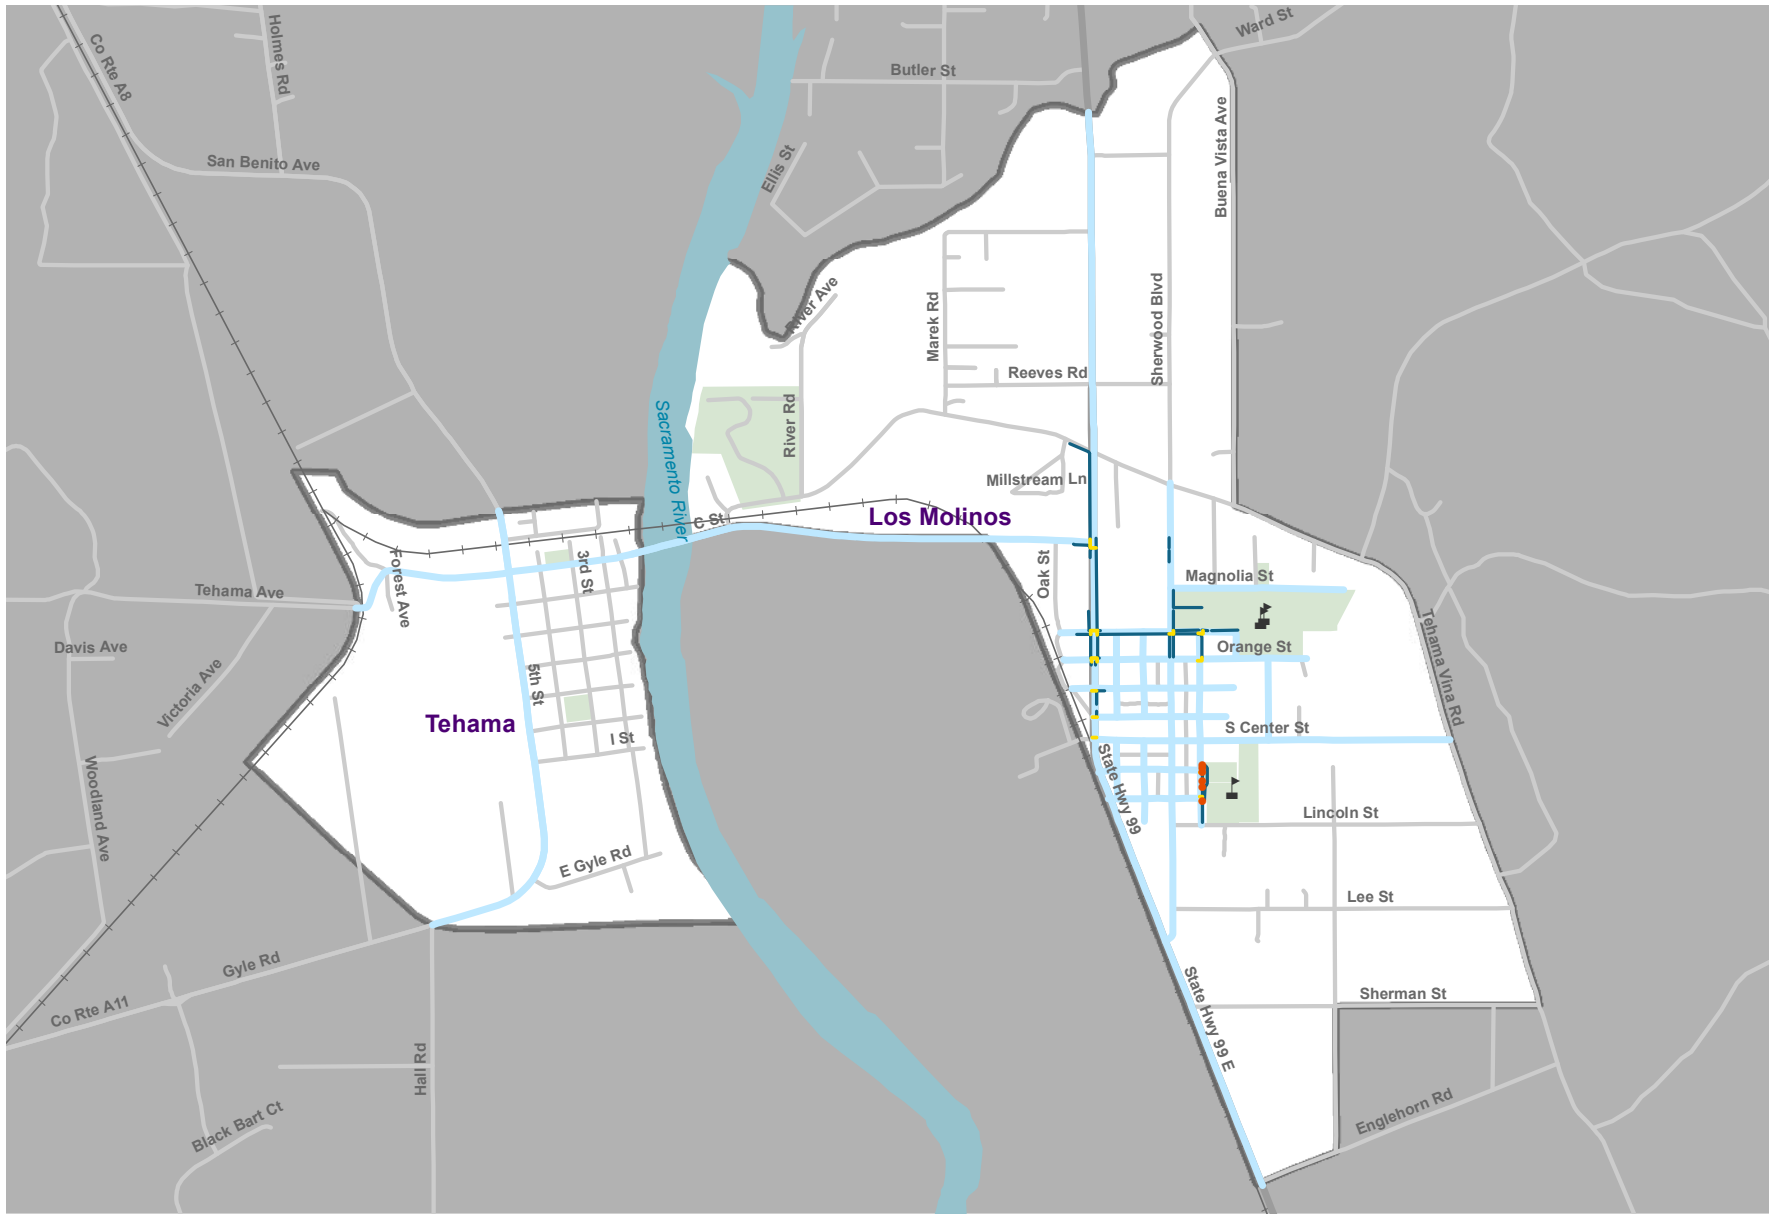 Ward St
Holmes Rd
Co Rte A8
Butler St
Buena Vista Ave
San Benito Ave
Ellis St
River Ave
Marek Rd
Sherwood Blvd
Reeves Rd
River Rd
Sacramento River
Millstream Ln
C St
Los Molinos
Oak St
3rd St
Forest Ave
Magnolia St
Tehama Ave
Orange St
Tehama Vina Rd
Davis Ave
Victoria Ave
5th St
Tehama
I St
S Center St
State Hwy 99
Woodland Ave
Lincoln St
E Gyle Rd
Lee St
Gyle Rd
Sherman St
Co Rte A11
State Hwy 99 E
Hall Rd
Englehorn Rd
Black Bart Ct